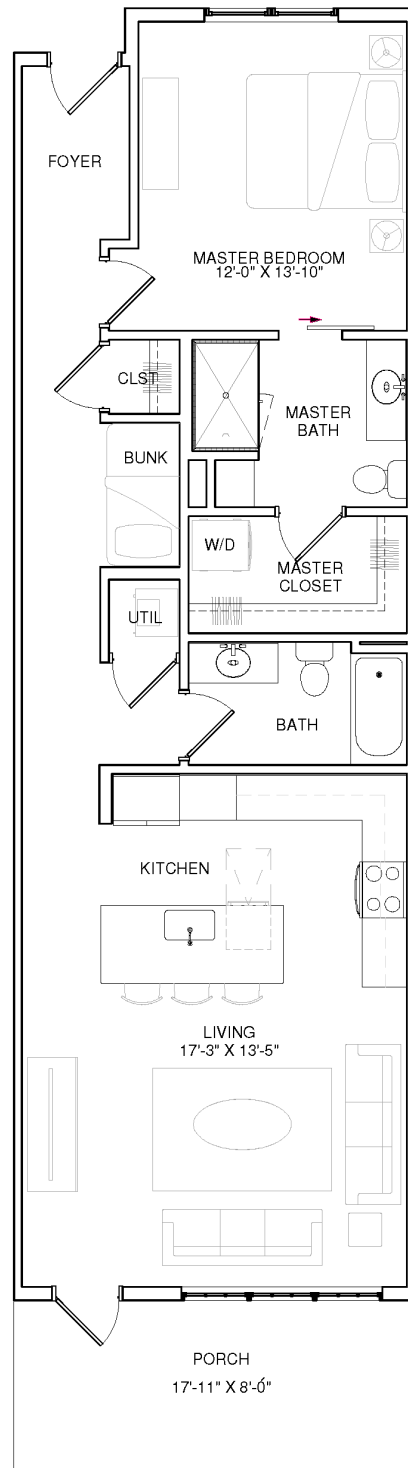 FOYER
MASTER BEDROOM
12'-0" X 13'-10"
CLST
MASTER
BATH
BUNK
W/D
MASTER
CLOSET
UTIL
BATH
KITCHEN
LIVING
17'-3" X 13'-5"
PORCH
17'-11" X 8'-0"